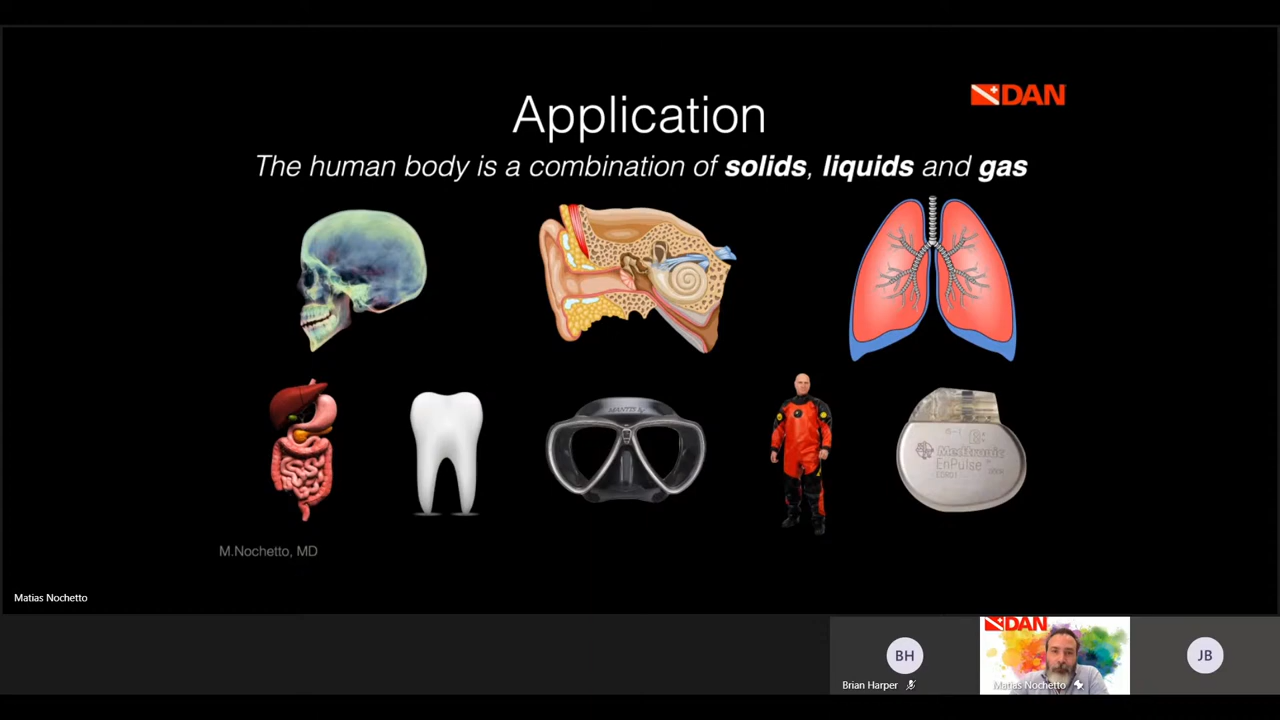 DAN
Application
The human body is a combination of solids, liquids and gas
MANTIS
Medtronic
EnPulse
M.Nochetto, MD
Matias Nochetto
DAN
BH
JB
Brian Harper
Matias Nochetto